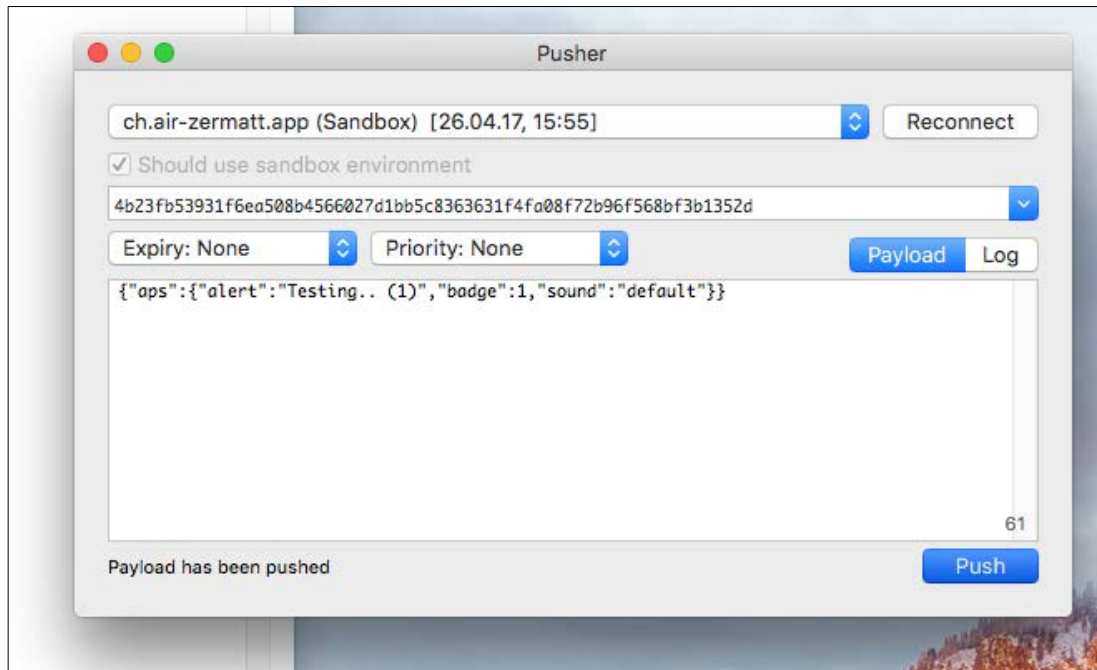 Pusher
ch.air-zermatt.app (Sandbox) [26.04.17, 15:55]
Reconnect
Should use sandbox environment
4b23fb53931f6ea508b4566027d1bb5c8363631f4fa08f72b96f568bf3b1352d
Expiry: None
Priority: None
Payload
Log
{"aps":{"alert":"Testing.. (1)","badge":1,"sound":"default"}}
61
Payload has been pushed
Push